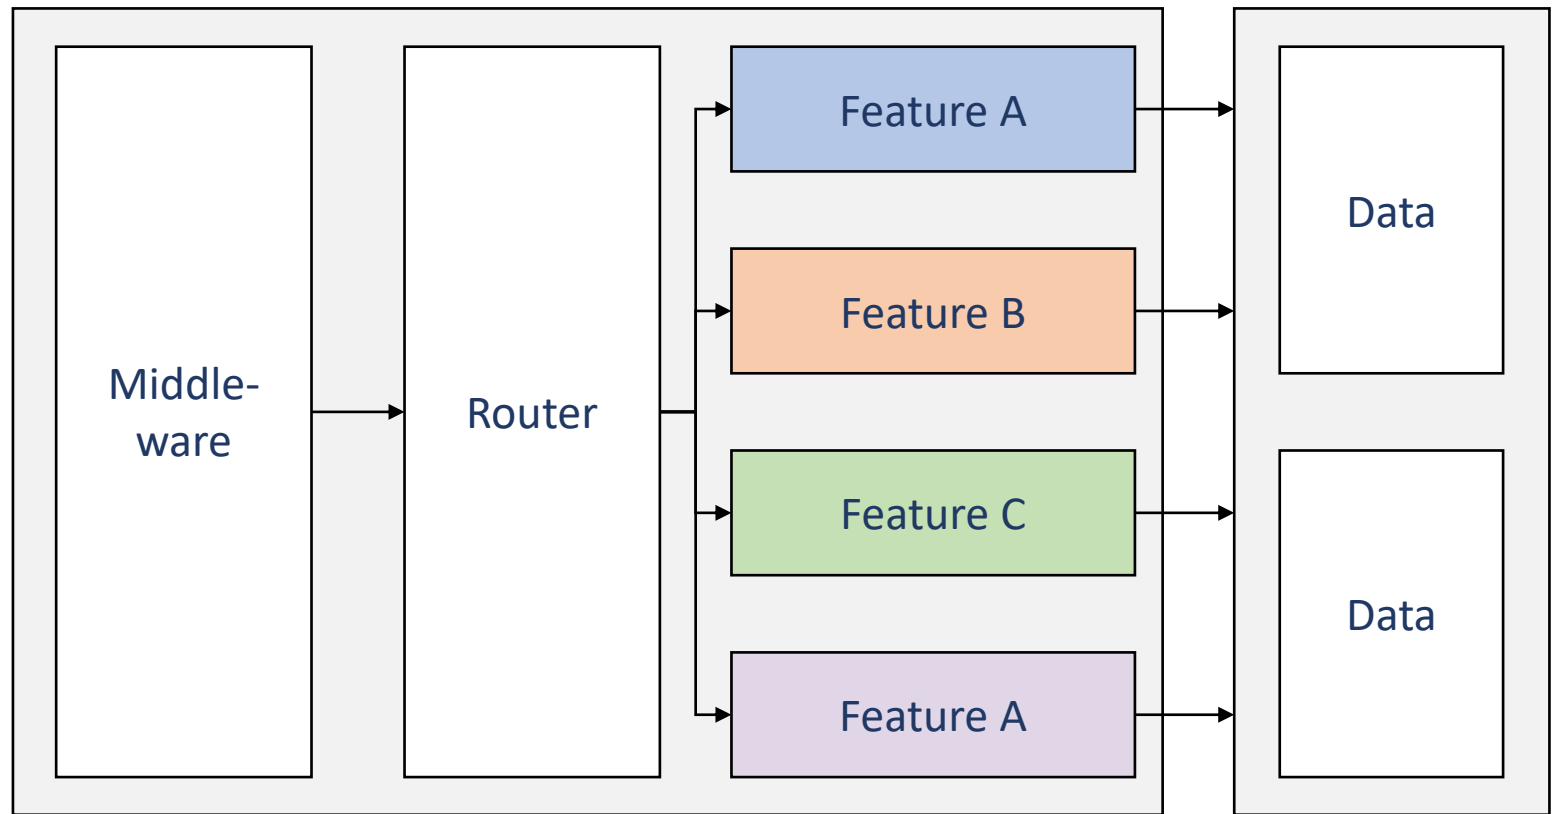 Middle-
ware
Router
Feature A
Feature B
Feature C
Feature A
Data
Data